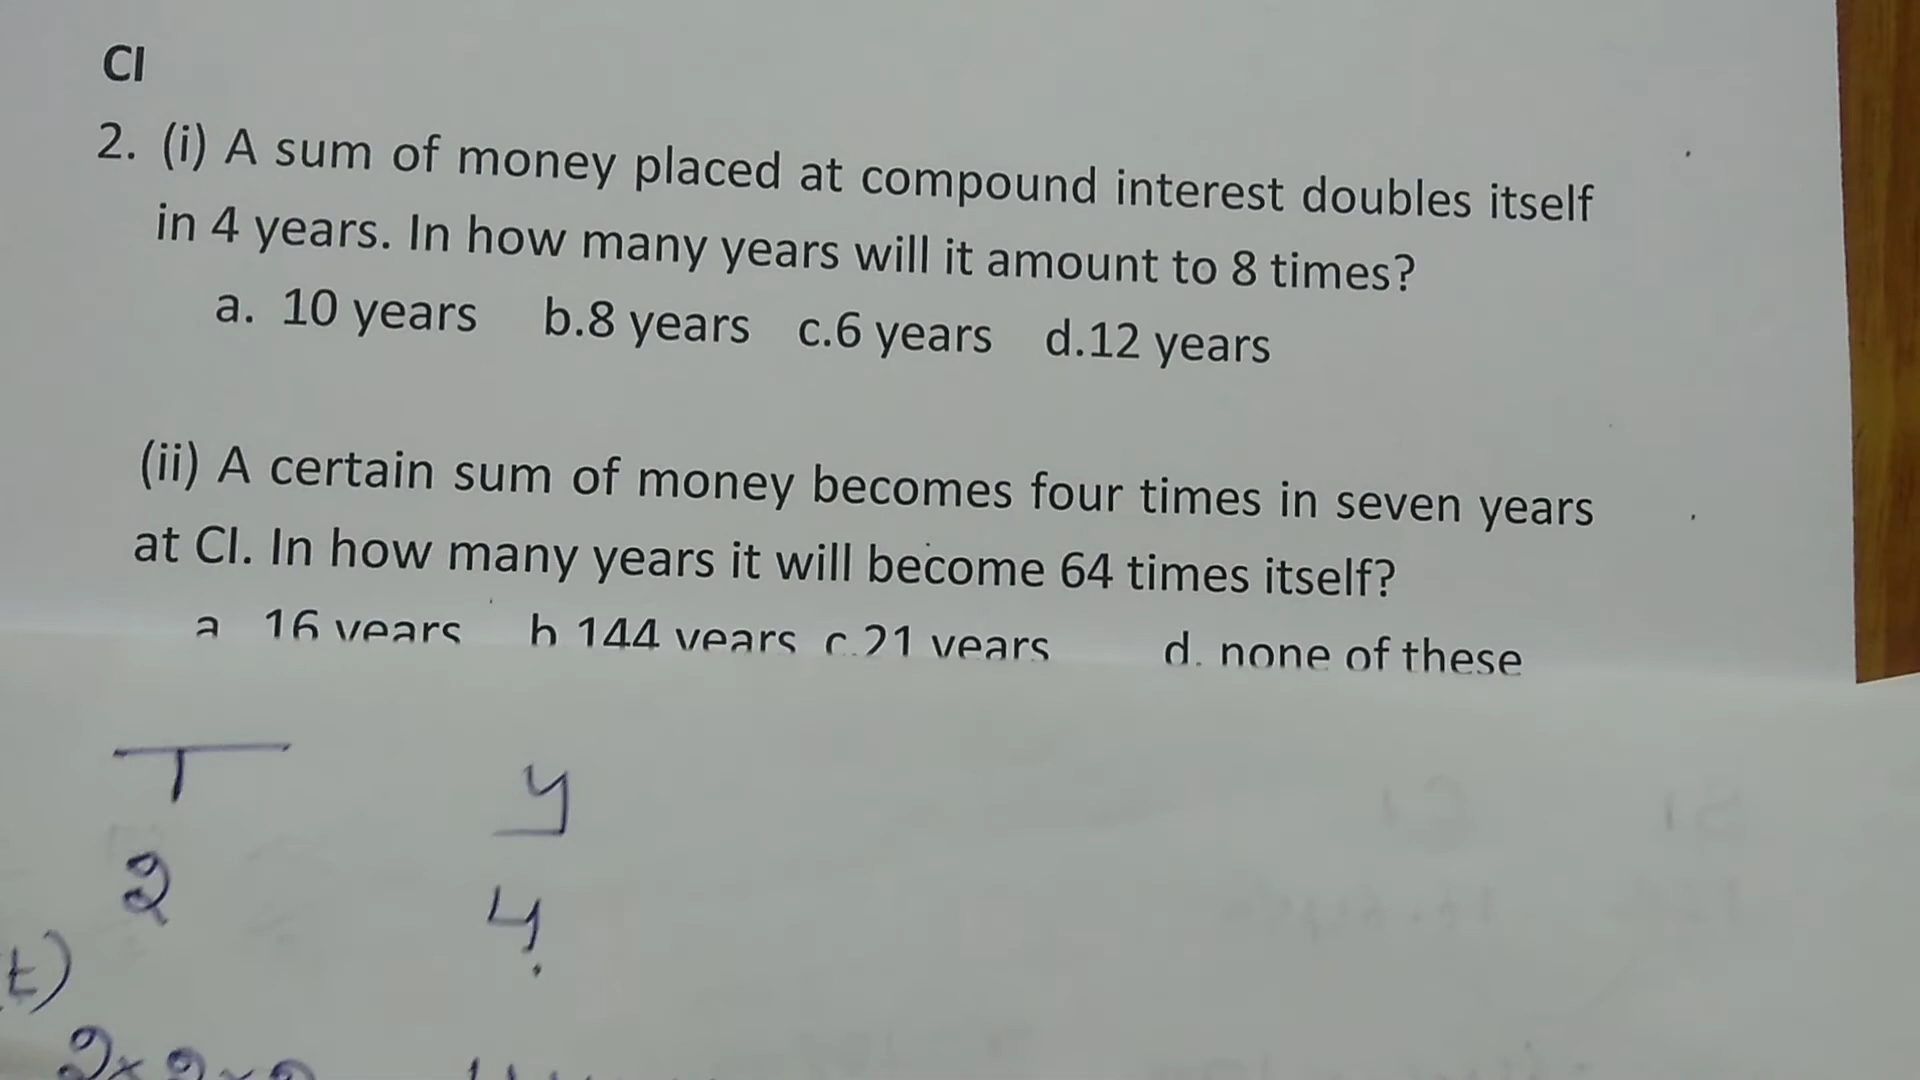 CI
2. (i) A sum of money placed at compound interest doubles itself
in 4 years. In how many years will it amount to 8 times?
a. 10 years b.8 years c.6 years d.12 years
(ii) A certain sum of money becomes four times in seven years
at CI. In how many years it will become 64 times itself?
a 16 years b 144 years c.21 years d. none of these
T y
2 4
t)
2×2×2